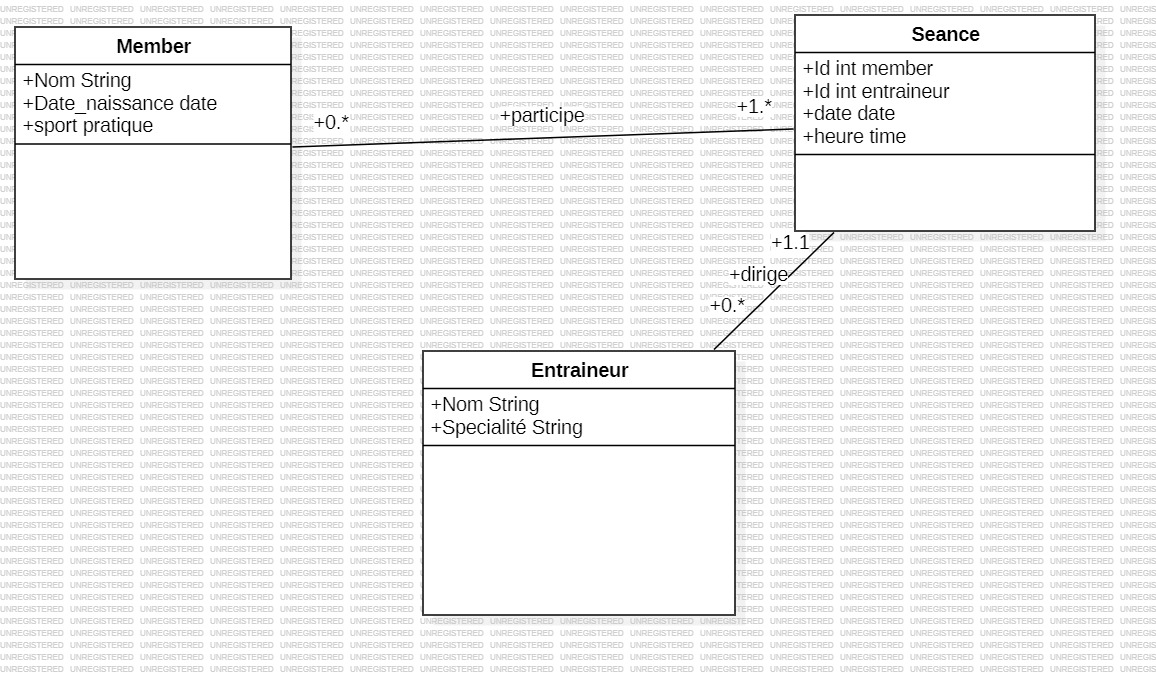 Member
+Nom String
+Date_naissance date
+sport pratique
+0.*
+participe
+1.*
Seance
+Id int member
+Id int entraineur
+date date
+heure time
+1.1
+dirige
+0.*
Entraineur
+Nom String
+Specialité String
UNREGISTERED